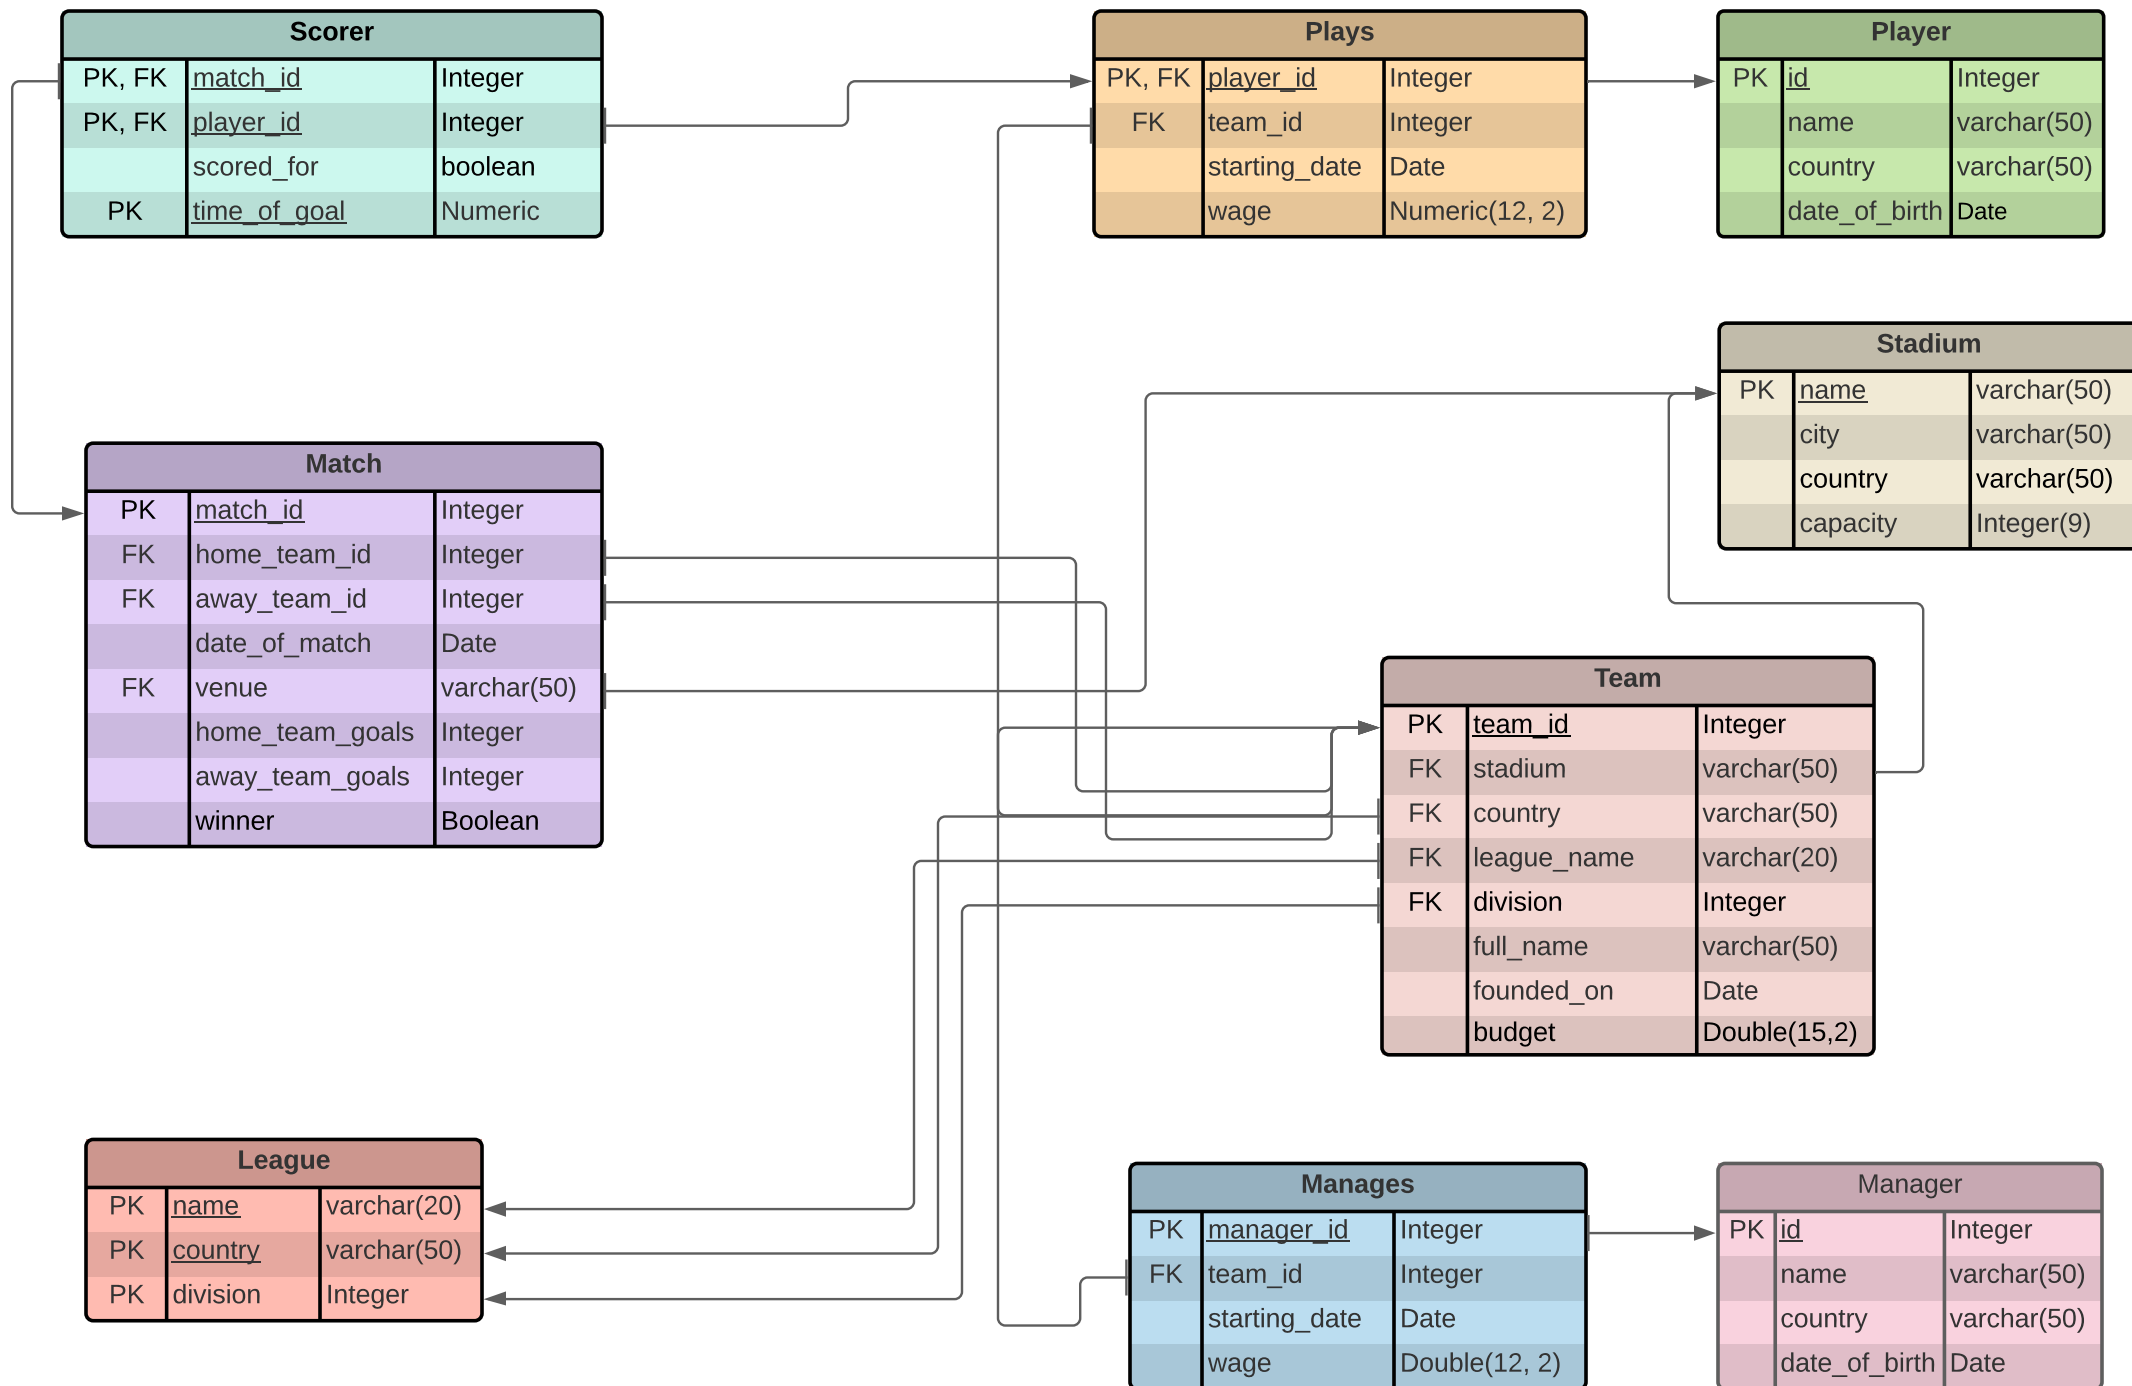 Scorer
PK, FK match_id Integer
PK, FK player_id Integer
scored_for boolean
PK time_of_goal Numeric
Plays
PK, FK player_id Integer
FK team_id Integer
starting_date Date
wage Numeric(12, 2)
Player
PK id Integer
name varchar(50)
country varchar(50)
date_of_birth Date
Stadium
PK name varchar(50)
city varchar(50)
country varchar(50)
capacity Integer(9)
Match
PK match_id Integer
FK home_team_id Integer
FK away_team_id Integer
date_of_match Date
FK venue varchar(50)
home_team_goals Integer
away_team_goals Integer
winner Boolean
Team
PK team_id Integer
FK stadium varchar(50)
FK country varchar(50)
FK league_name varchar(20)
FK division Integer
full_name varchar(50)
founded_on Date
budget Double(15,2)
League
PK name varchar(20)
PK country varchar(50)
PK division Integer
Manages
PK manager_id Integer
FK team_id Integer
starting_date Date
wage Double(12, 2)
Manager
PK id Integer
name varchar(50)
country varchar(50)
date_of_birth Date